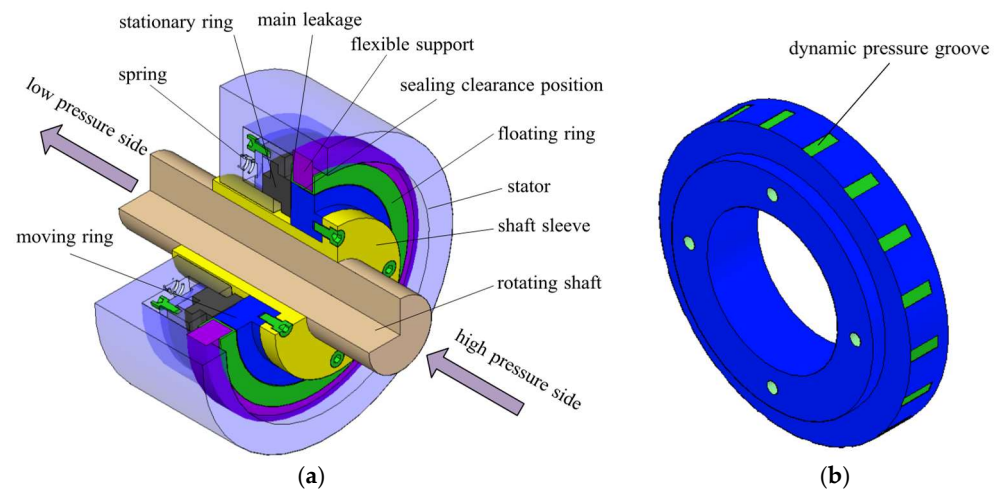 stationary ring
main leakage
flexible support
spring
sealing clearance position
low pressure side
floating ring
stator
shaft sleeve
moving ring
rotating shaft
high pressure side
(a)
dynamic pressure groove
(b)